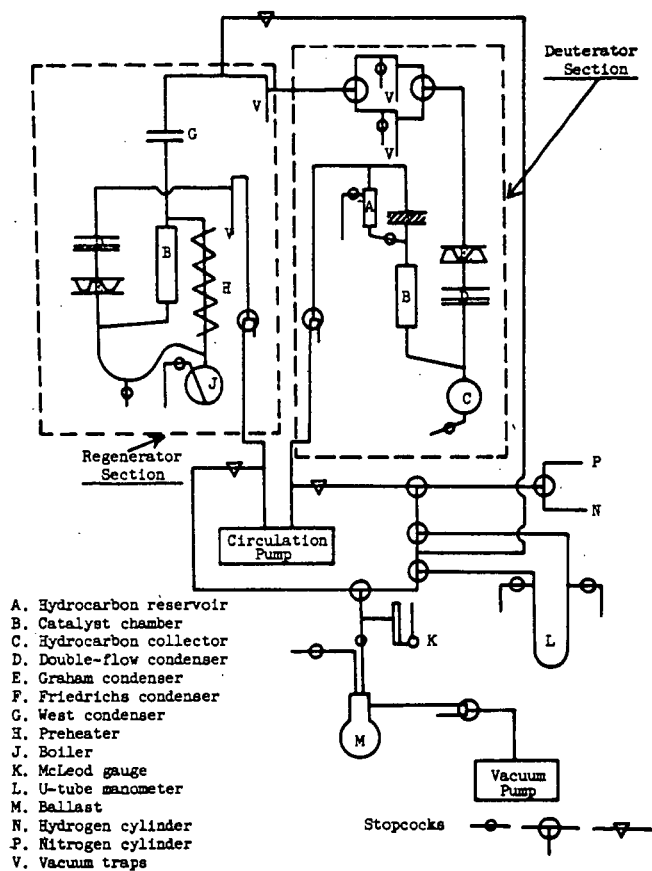 Deuterator
Section
V
V
G
V
A
V
B
H
B
J
C
Regenerator
Section
P
N
Circulation
Pump
A. Hydrocarbon reservoir
B. Catalyst chamber
C. Hydrocarbon collector
D. Double-flow condenser
E. Graham condenser
F. Friedrichs condenser
G. West condenser
H. Preheater
J. Boiler
K. McLeod gauge
L. U-tube manometer
M. Ballast
N. Hydrogen cylinder
P. Nitrogen cylinder
V. Vacuum traps
K
L
M
Vacuum
Pump
Stopcocks